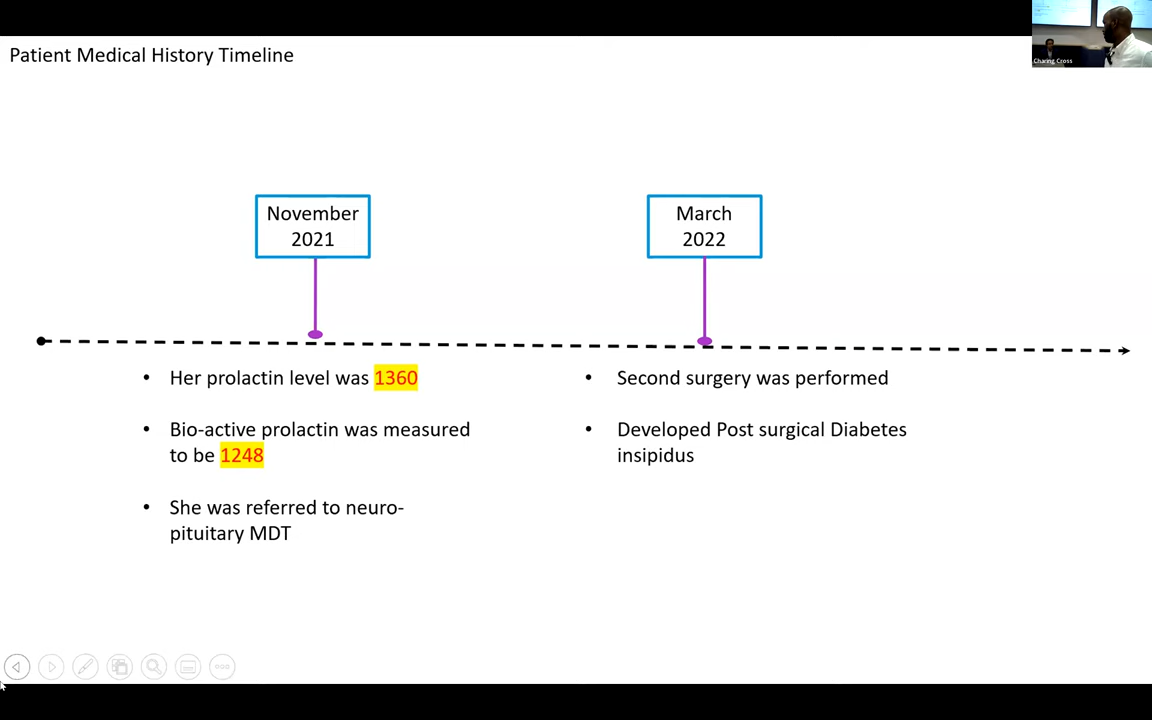 Patient Medical History Timeline
Charing Cross
November
2021
March
2022
• Her prolactin level was 1360
• Bio-active prolactin was measured
to be 1248
• She was referred to neuro-
pituitary MDT
• Second surgery was performed
• Developed Post surgical Diabetes
insipidus